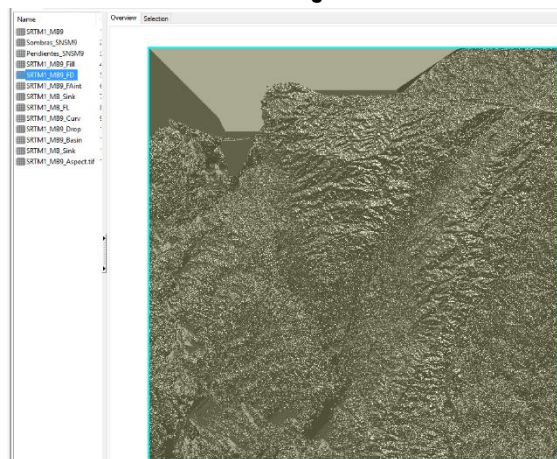 Name
Overview Selection
SRTM1_MB9
Sombras_SNSM9
Pendientes_SNSM9
SRTM1_MB9_Fill
SRTM1_MB9_FD
SRTM1_MB9_FAint
SRTM1_MB_Sink
SRTM1_MB_FL
SRTM1_MB9_Curv
SRTM1_MB9_Drop
SRTM1_MB9_Basin
SRTM1_MB_Sink
SRTM1_MB9_Aspect.tif